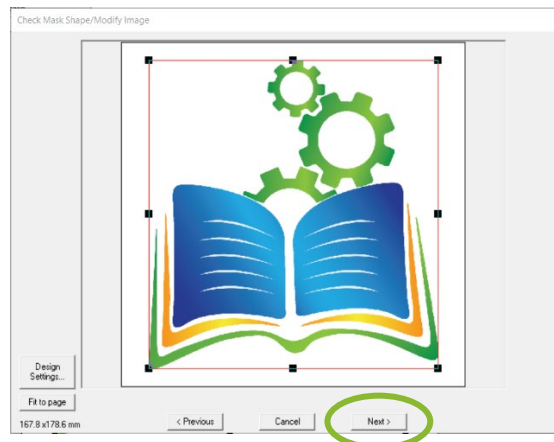 Check Mask Shape/Modify Image
Design
Settings...
Fit to page
167.8 x178.6 mm
< Previous
Cancel
Next >